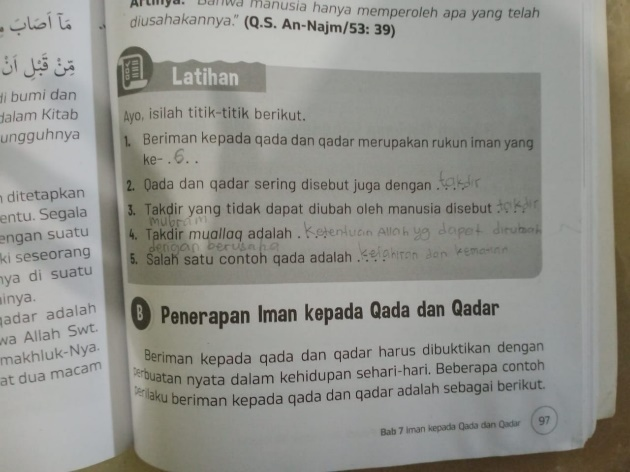 مَآ اَصَابَ
مِّنْ قَبْلِ اَنْ
di bumi dan
dalam Kitab
ungguhnya
ditetapkan
entu. Segala
engan suatu
ki seseorang
nya di suatu
inya.
qadar adalah
wa Allah Swt.
makhluk-Nya.
at dua macam
Artinya: "Bahwa manusia hanya memperoleh apa yang telah
diusahakannya." (Q.S. An-Najm/53: 39)
Latihan
Ayo, isilah titik-titik berikut.
1. Beriman kepada qada dan qadar merupakan rukun iman yang
ke- . 6 . .
2. Qada dan qadar sering disebut juga dengan . takdir
3. Takdir yang tidak dapat diubah oleh manusia disebut takdir
mubram
4. Takdir muallaq adalah . Ketentuan Allah yg dapat dirubah
dengan berusaha
5. Salah satu contoh qada adalah . kelahiran dan kematian
B Penerapan Iman kepada Qada dan Qadar
Beriman kepada qada dan qadar harus dibuktikan dengan
perbuatan nyata dalam kehidupan sehari-hari. Beberapa contoh
perilaku beriman kepada qada dan qadar adalah sebagai berikut.
Bab 7 Iman kepada Qada dan Qadar 97